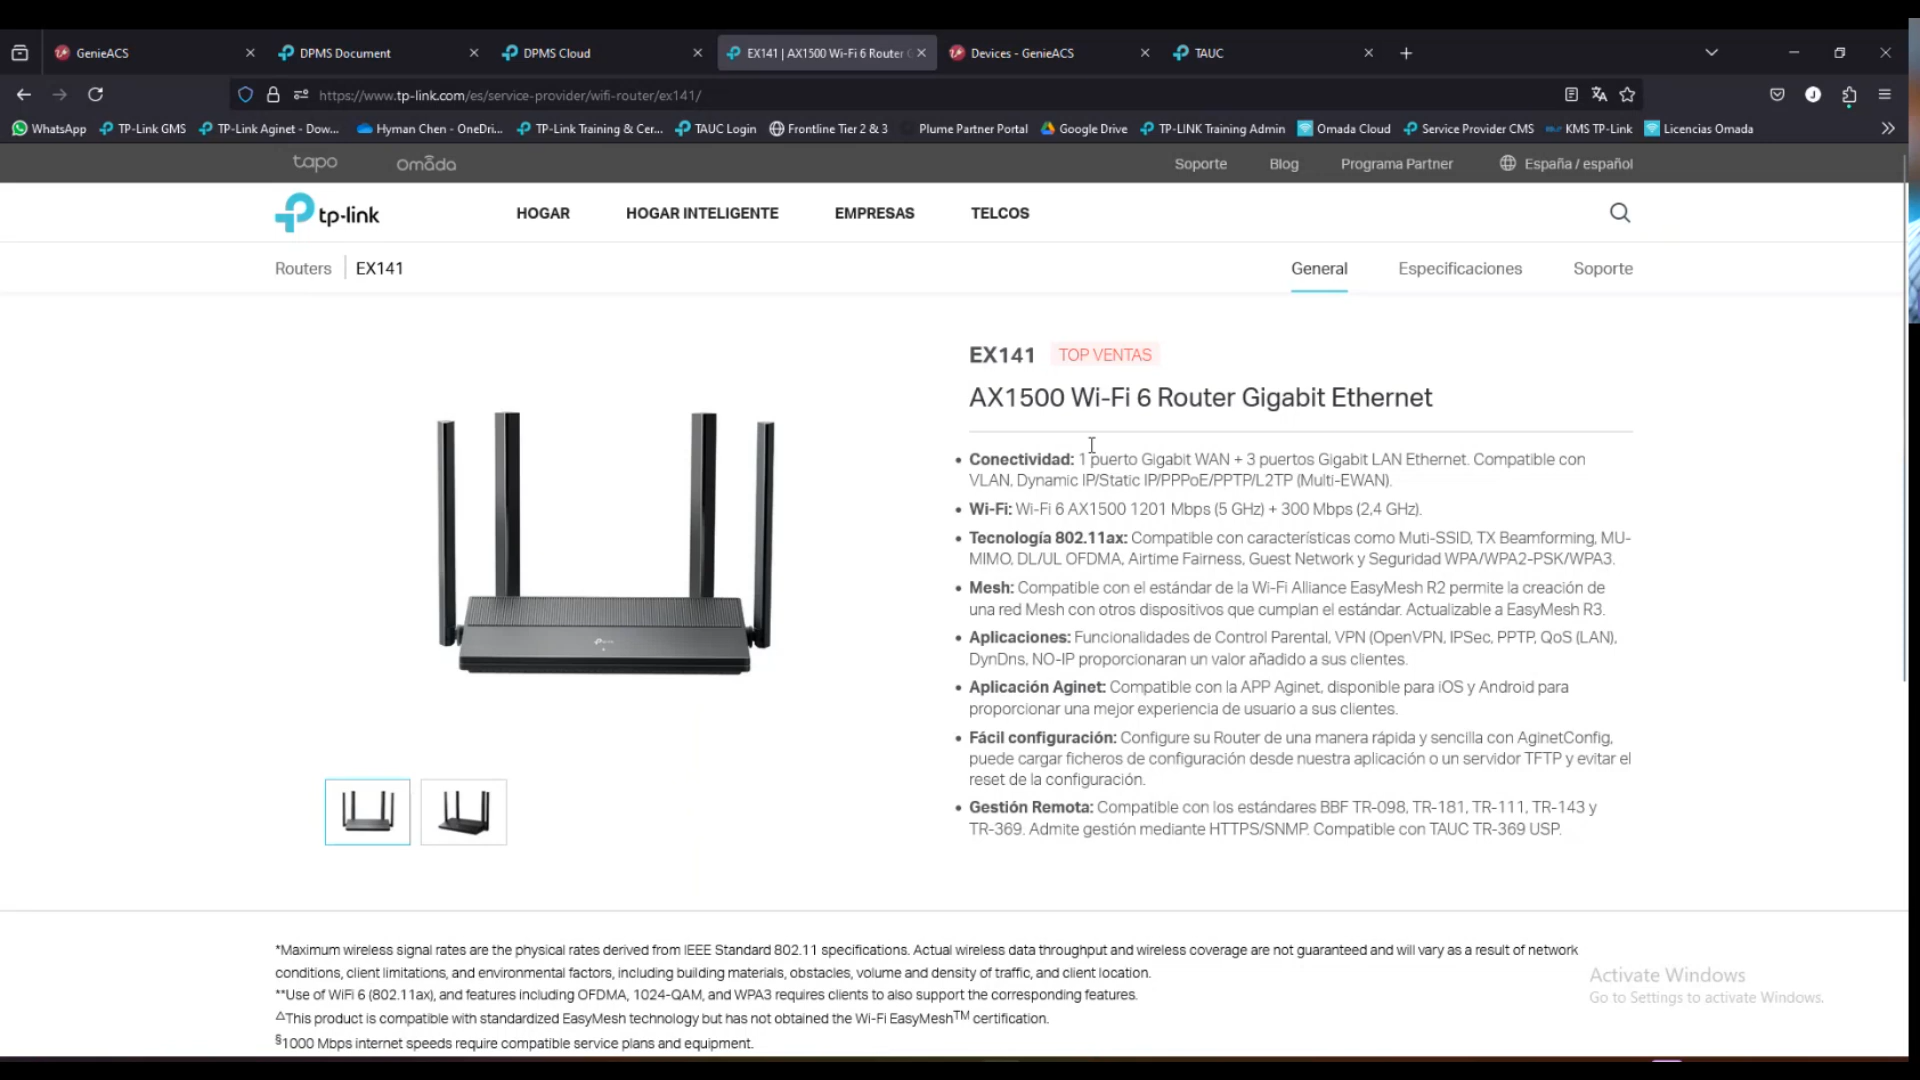 GenieACS
DPMS Document
DPMS Cloud
EX141 | AX1500 Wi-Fi 6 Router
Devices - GenieACS
TAUC
https://www.tp-link.com/es/service-provider/wifi-router/ex141/
J
WhatsApp
TP-Link GMS
TP-Link Aginet - Dow...
Hyman Chen - OneDri...
TP-Link Training & Cer...
TAUC Login
Frontline Tier 2 & 3
Plume Partner Portal
Google Drive
TP-LINK Training Admin
Omada Cloud
Service Provider CMS
KMS TP-Link
Licencias Omada
tapo
omada
Soporte
Blog
Programa Partner
España / español
tp-link
HOGAR
HOGAR INTELIGENTE
EMPRESAS
TELCOS
Routers
EX141
General
Especificaciones
Soporte
EX141 TOP VENTAS
AX1500 Wi-Fi 6 Router Gigabit Ethernet
• Conectividad: 1 puerto Gigabit WAN + 3 puertos Gigabit LAN Ethernet. Compatible con
VLAN, Dynamic IP/Static IP/PPPoE/PPTP/L2TP (Multi-EWAN).
• Wi-Fi: Wi-Fi 6 AX1500 1201 Mbps (5 GHz) + 300 Mbps (2,4 GHz).
• Tecnología 802.11ax: Compatible con características como Muti-SSID, TX Beamforming, MU-
MIMO, DL/UL OFDMA, Airtime Fairness, Guest Network y Seguridad WPA/WPA2-PSK/WPA3.
• Mesh: Compatible con el estándar de la Wi-Fi Alliance EasyMesh R2 permite la creación de
una red Mesh con otros dispositivos que cumplan el estándar. Actualizable a EasyMesh R3.
• Aplicaciones: Funcionalidades de Control Parental, VPN (OpenVPN, IPSec, PPTP, QoS (LAN),
DynDns, NO-IP proporcionaran un valor añadido a sus clientes.
• Aplicación Aginet: Compatible con la APP Aginet, disponible para iOS y Android para
proporcionar una mejor experiencia de usuario a sus clientes.
• Fácil configuración: Configure su Router de una manera rápida y sencilla con AginetConfig,
puede cargar ficheros de configuración desde nuestra aplicación o un servidor TFTP y evitar el
reset de la configuración.
• Gestión Remota: Compatible con los estándares BBF TR-098, TR-181, TR-111, TR-143 y
TR-369. Admite gestión mediante HTTPS/SNMP. Compatible con TAUC TR-369 USP.
*Maximum wireless signal rates are the physical rates derived from IEEE Standard 802.11 specifications. Actual wireless data throughput and wireless coverage are not guaranteed and will vary as a result of network
conditions, client limitations, and environmental factors, including building materials, obstacles, volume and density of traffic, and client location.
**Use of WiFi 6 (802.11ax), and features including OFDMA, 1024-QAM, and WPA3 requires clients to also support the corresponding features.
△This product is compatible with standardized EasyMesh technology but has not obtained the Wi-Fi EasyMesh™ certification.
§1000 Mbps internet speeds require compatible service plans and equipment.
Activate Windows
Go to Settings to activate Windows.